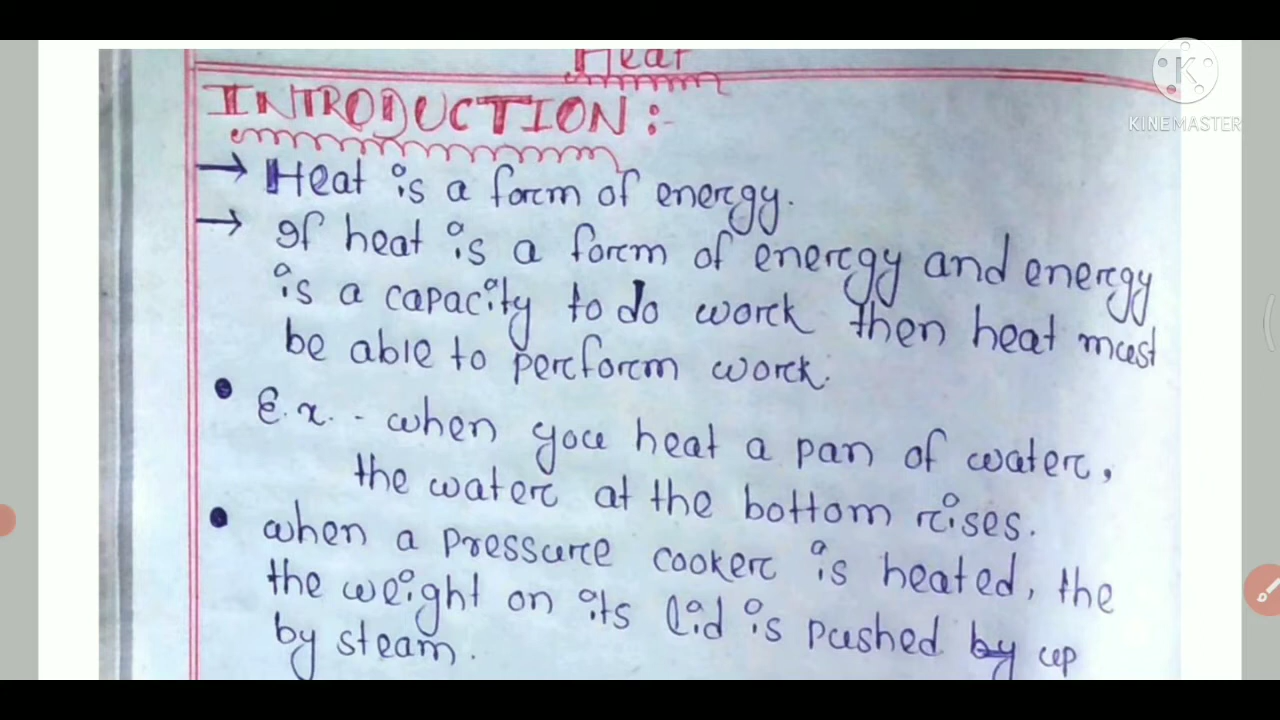 Heat
INTRODUCTION :-
→ Heat is a form of energy.
→ If heat is a form of energy and energy
is a capacity to do work then heat must
be able to perform work.
• E.x. - when you heat a pan of water,
the water at the bottom rises.
• when a pressure cooker is heated, the
the weight on its lid is pushed by up
by steam.
K
KINEMASTER